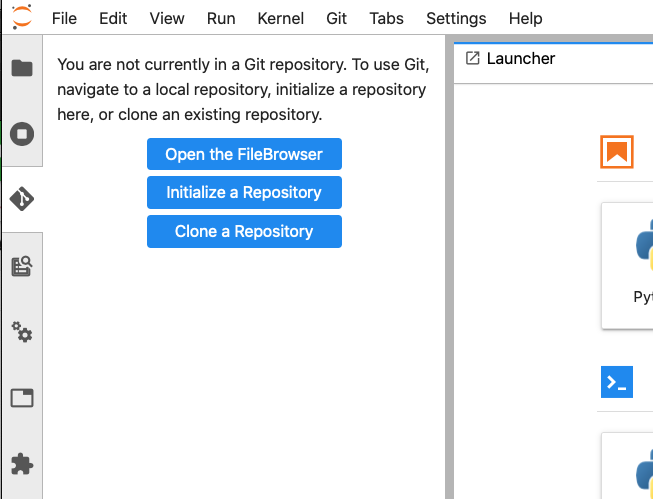 File Edit View Run Kernel Git Tabs Settings Help
You are not currently in a Git repository. To use Git,
navigate to a local repository, initialize a repository
here, or clone an existing repository.
Open the FileBrowser
Initialize a Repository
Clone a Repository
Launcher